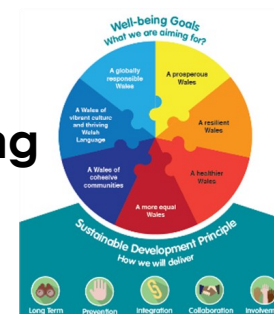 Well-being Goals
What we are aiming for?
A globally
responsible
Wales
A prosperous
Wales
A Wales of
vibrant culture
and thriving
Welsh
Language
A resilient
Wales
A Wales of
cohesive
communities
A healthier
Wales
A more equal
Wales
ng
Sustainable Development Principle
How we will deliver
Long Term
Prevention
Integration
Collaboration
Involvem